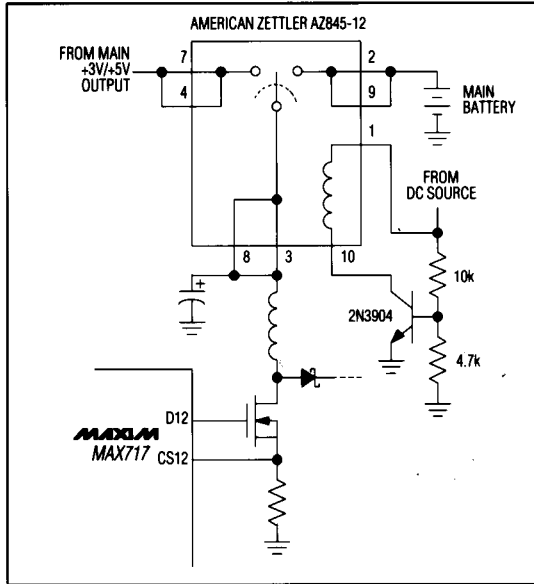 AMERICAN ZETTLER AZ845-12
FROM MAIN
+3V/+5V
OUTPUT
7
4
2
9
MAIN
BATTERY
1
FROM
DC SOURCE
8
3
10
10k
2N3904
4.7k
+
D12
MAXIM
MAX717
CS12